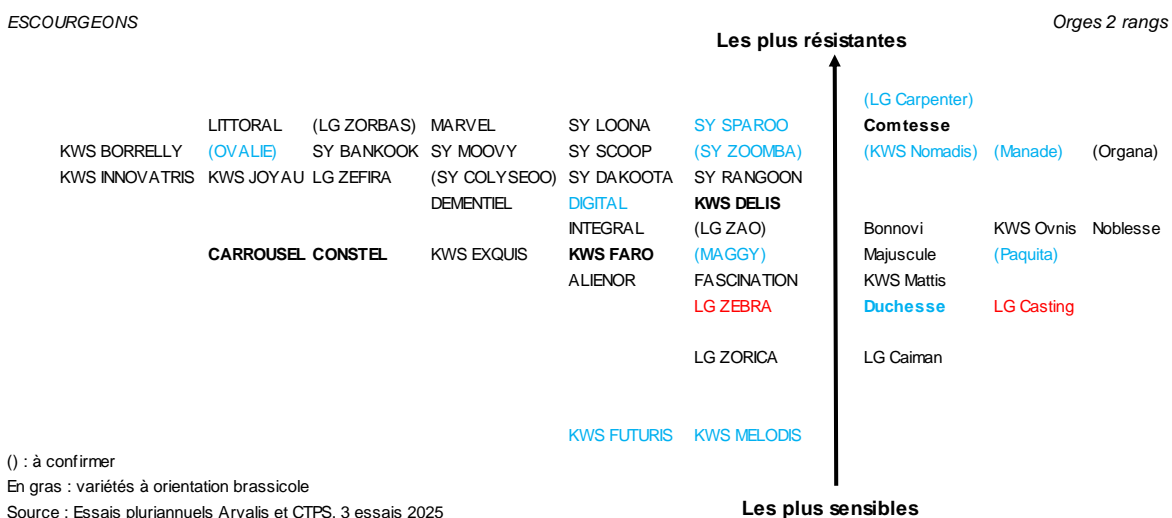 ESCOURGEONS Orges 2 rangs
Les plus résistantes
(LG Carpenter)
LITTORAL (LG ZORBAS) MARVEL SY LOONA SY SPAROO Comtesse
KWS BORRELLY (OVALIE) SY BANKOOK SY MOOVY SY SCOOP (SY ZOOMBA) (KWS Nomadis) (Manade) (Organa)
KWS INNOVATRIS KWS JOYAU LG ZEFIRA (SY COLYSEOO) SY DAKOOTA SY RANGOON
DEMENTIEL DIGITAL KWS DELIS
INTEGRAL (LG ZAO) Bonnovi KWS Ovnis Noblesse
CARROUSEL CONSTEL KWS EXQUIS KWS FARO (MAGGY) Majuscule (Paquita)
ALIENOR FASCINATION KWS Mattis
LG ZEBRA Duchesse LG Casting
LG ZORICA LG Caiman
KWS FUTURIS KWS MELODIS
() : à confirmer
En gras : variétés à orientation brassicole
Source : Essais pluriannuels Arvalis et CTPS, 3 essais 2025
Les plus sensibles